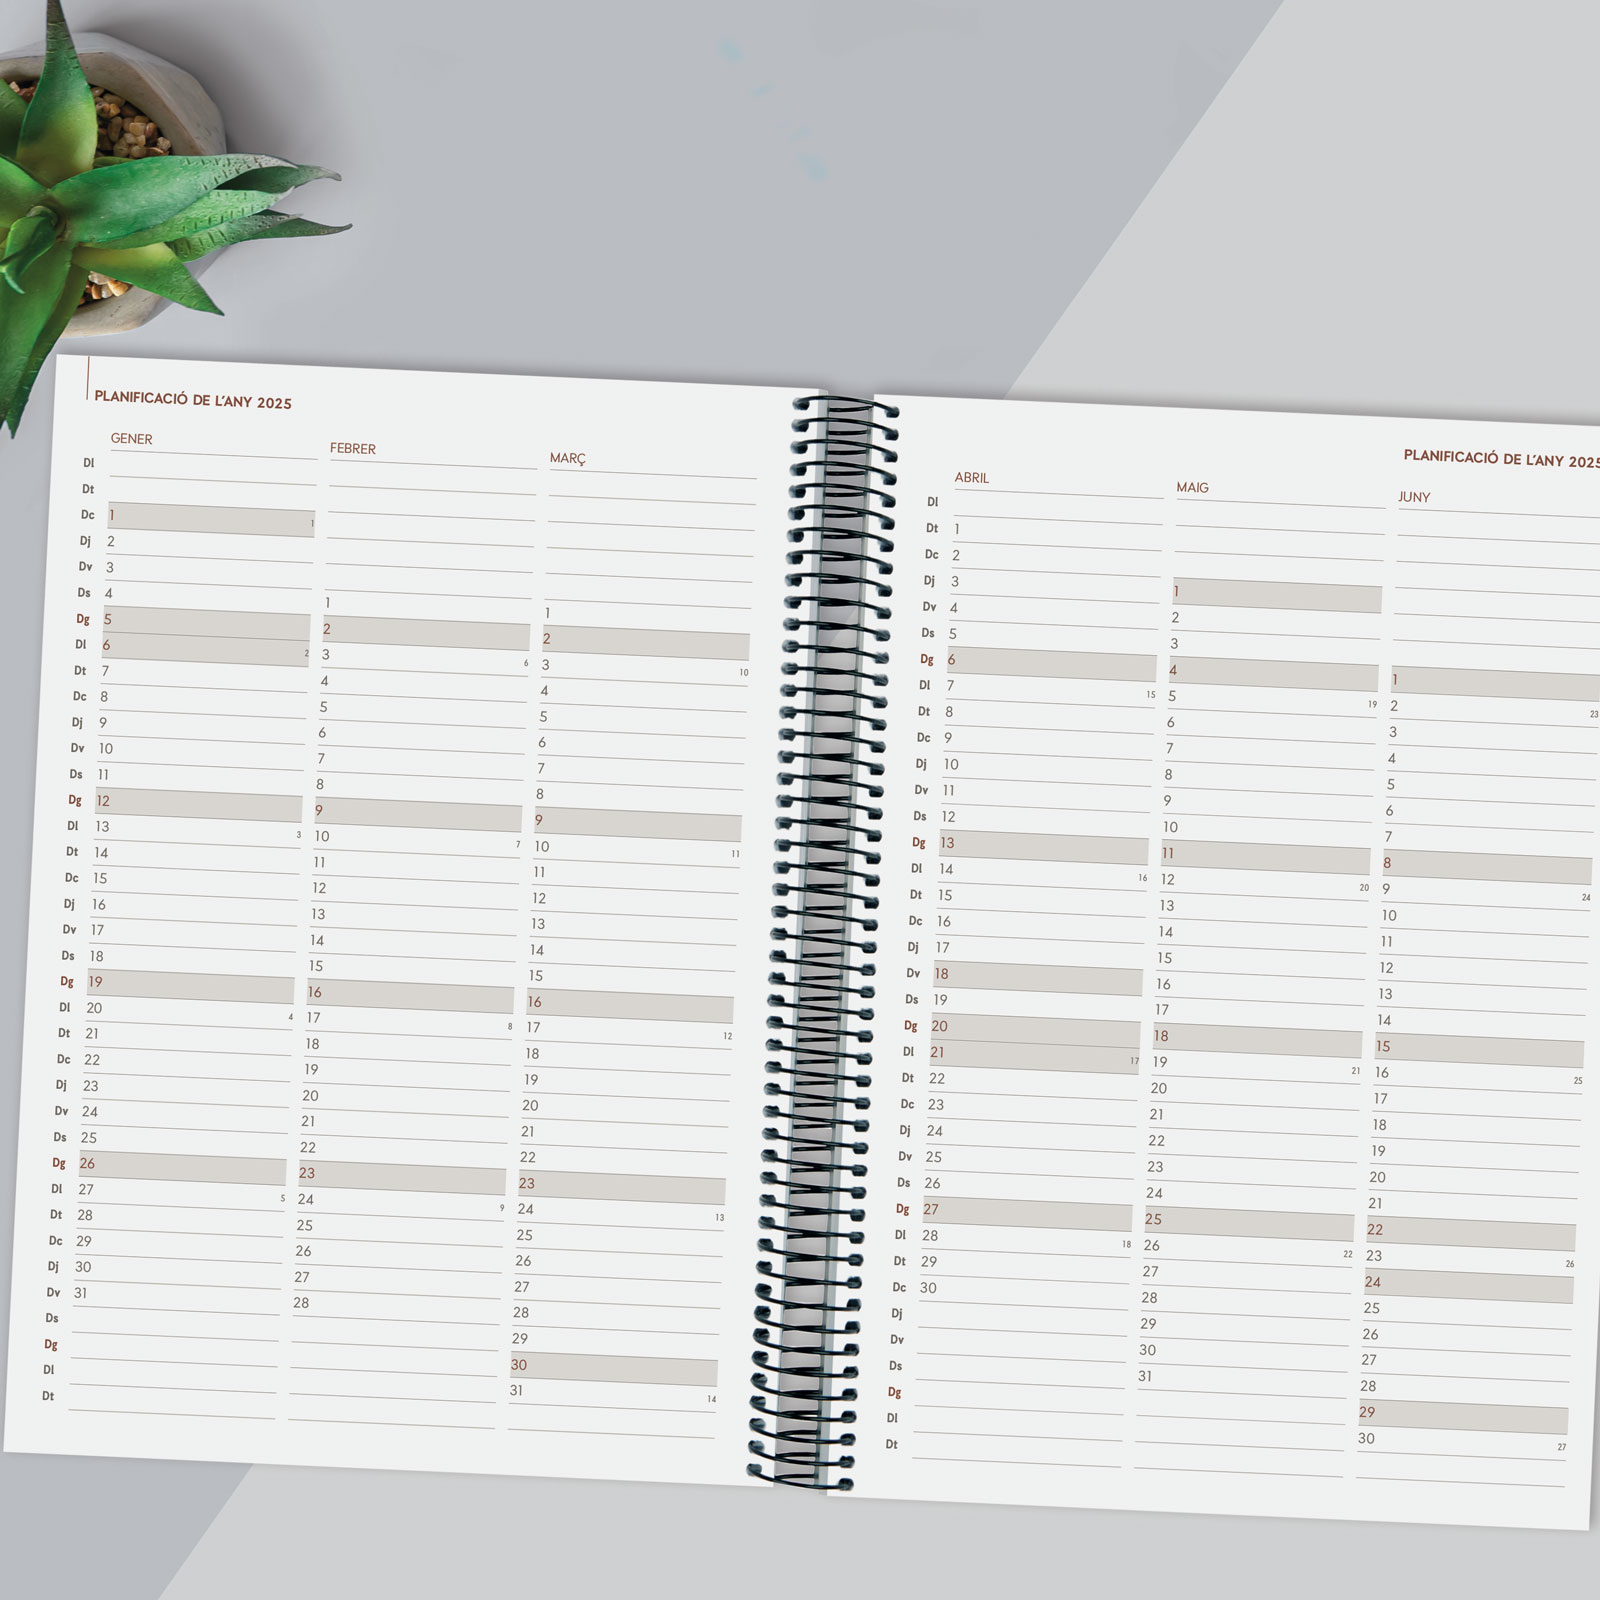 PLANIFICACIÓ DE L'ANY 2025
GENER FEBRER MARÇ
Dl
Dt
Dc 1 1
Dj 2
Dv 3
Ds 4 1 1
Dg 5 2 2
Dl 6 2 3 6 3 10
Dt 7 4 4
Dc 8 5 5
Dj 9 6 6
Dv 10 7 7
Ds 11 8 8
Dg 12 9 9
Dl 13 3 10 7 10 11
Dt 14 11 11
Dc 15 12 12
Dj 16 13 13
Dv 17 14 14
Ds 18 15 15
Dg 19 16 16
Dl 20 4 17 8 17 12
Dt 21 18 18
Dc 22 19 19
Dj 23 20 20
Dv 24 21 21
Ds 25 22 22
Dg 26 23 23
Dl 27 5 24 9 24 13
Dt 28 25 25
Dc 29 26 26
Dj 30 27 27
Dv 31 28 28
Ds 29
Dg 30
Dl 31 14
Dt
PLANIFICACIÓ DE L'ANY 2025
ABRIL MAIG JUNY
Dl
Dt 1
Dc 2
Dj 3 1
Dv 4 2
Ds 5 3
Dg 6 4 1
Dl 7 15 5 19 2 23
Dt 8 6 3
Dc 9 7 4
Dj 10 8 5
Dv 11 9 6
Ds 12 10 7
Dg 13 11 8
Dl 14 16 12 20 9 24
Dt 15 13 10
Dc 16 14 11
Dj 17 15 12
Dv 18 16 13
Ds 19 17 14
Dg 20 18 15
Dl 21 17 19 21 16 25
Dt 22 20 17
Dc 23 21 18
Dj 24 22 19
Dv 25 23 20
Ds 26 24 21
Dg 27 25 22
Dl 28 18 26 22 23 26
Dt 29 27 24
Dc 30 28 25
Dj 29 26
Dv 30 27
Ds 31 28
Dg 29
Dl 30 27
Dt